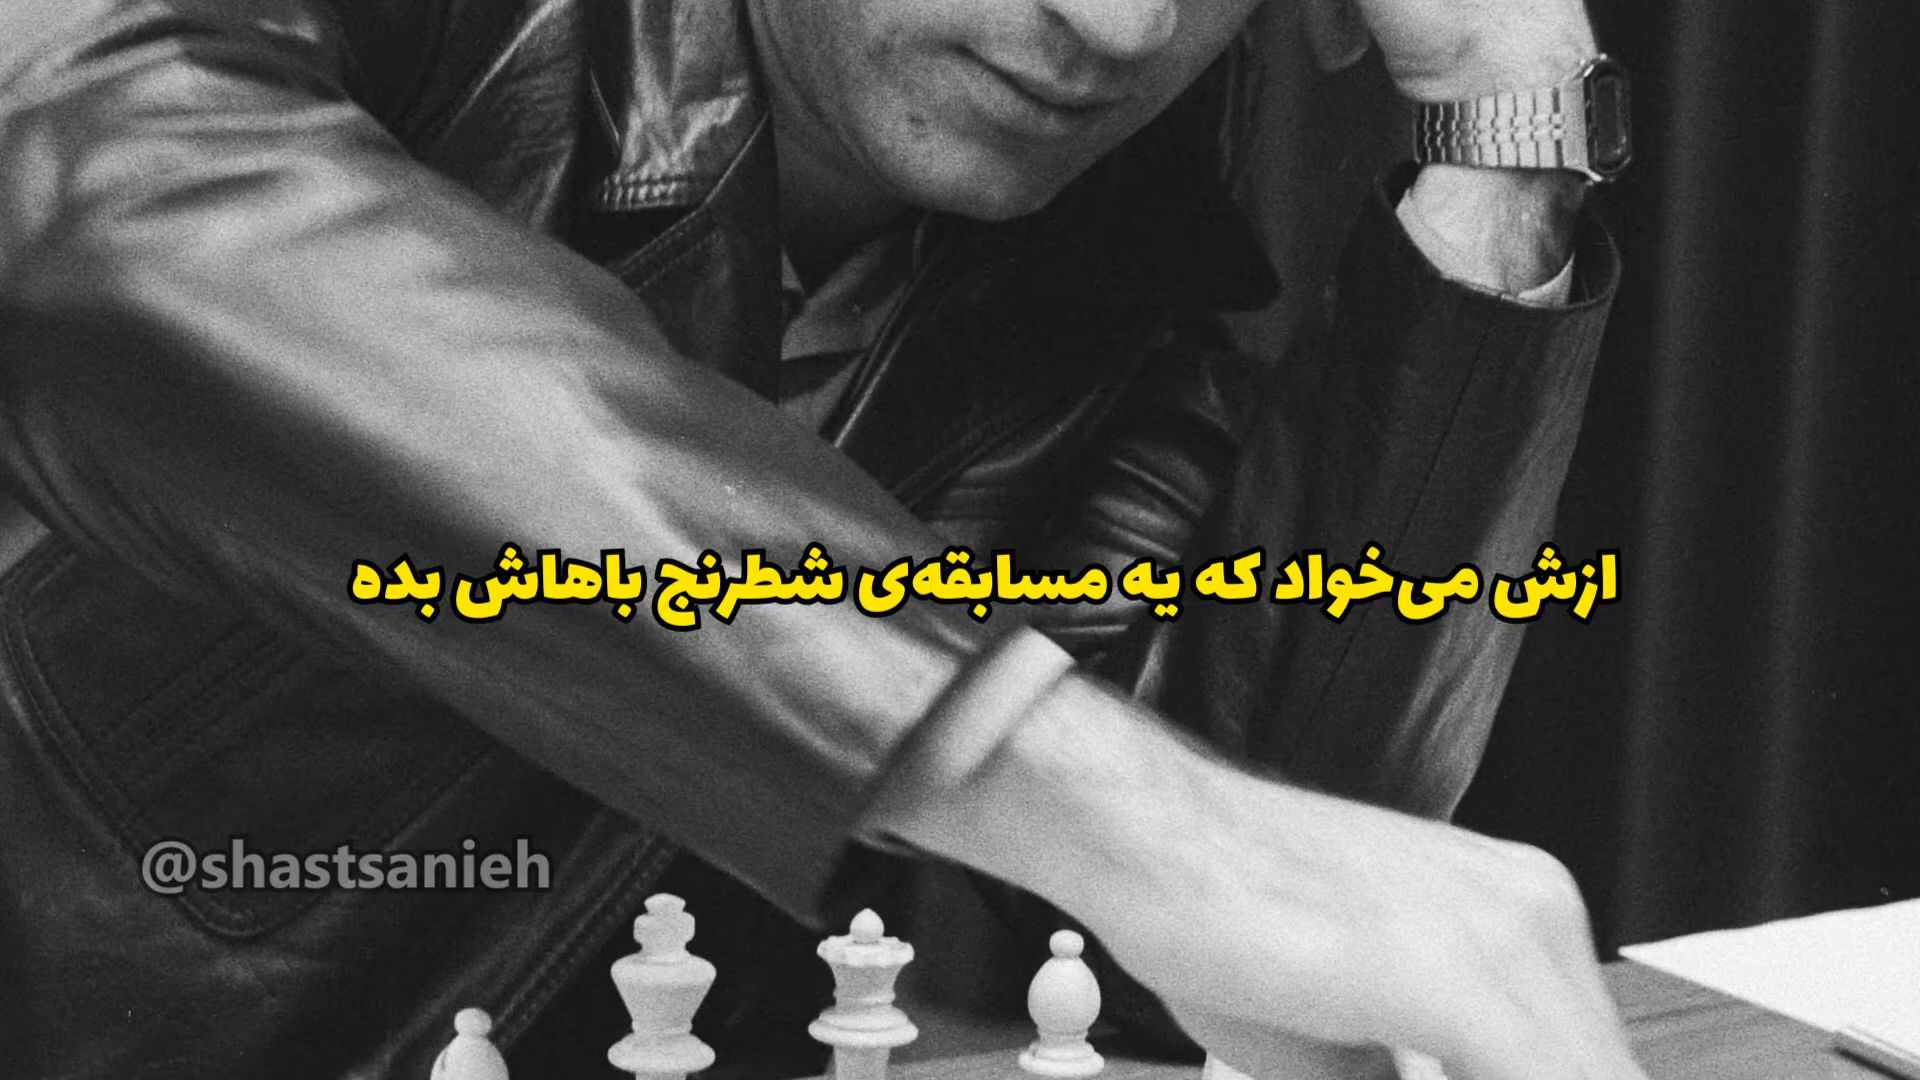 ازش می‌خواد که یه مسابقه‌ی شطرنج باهاش بده
@shastsanieh